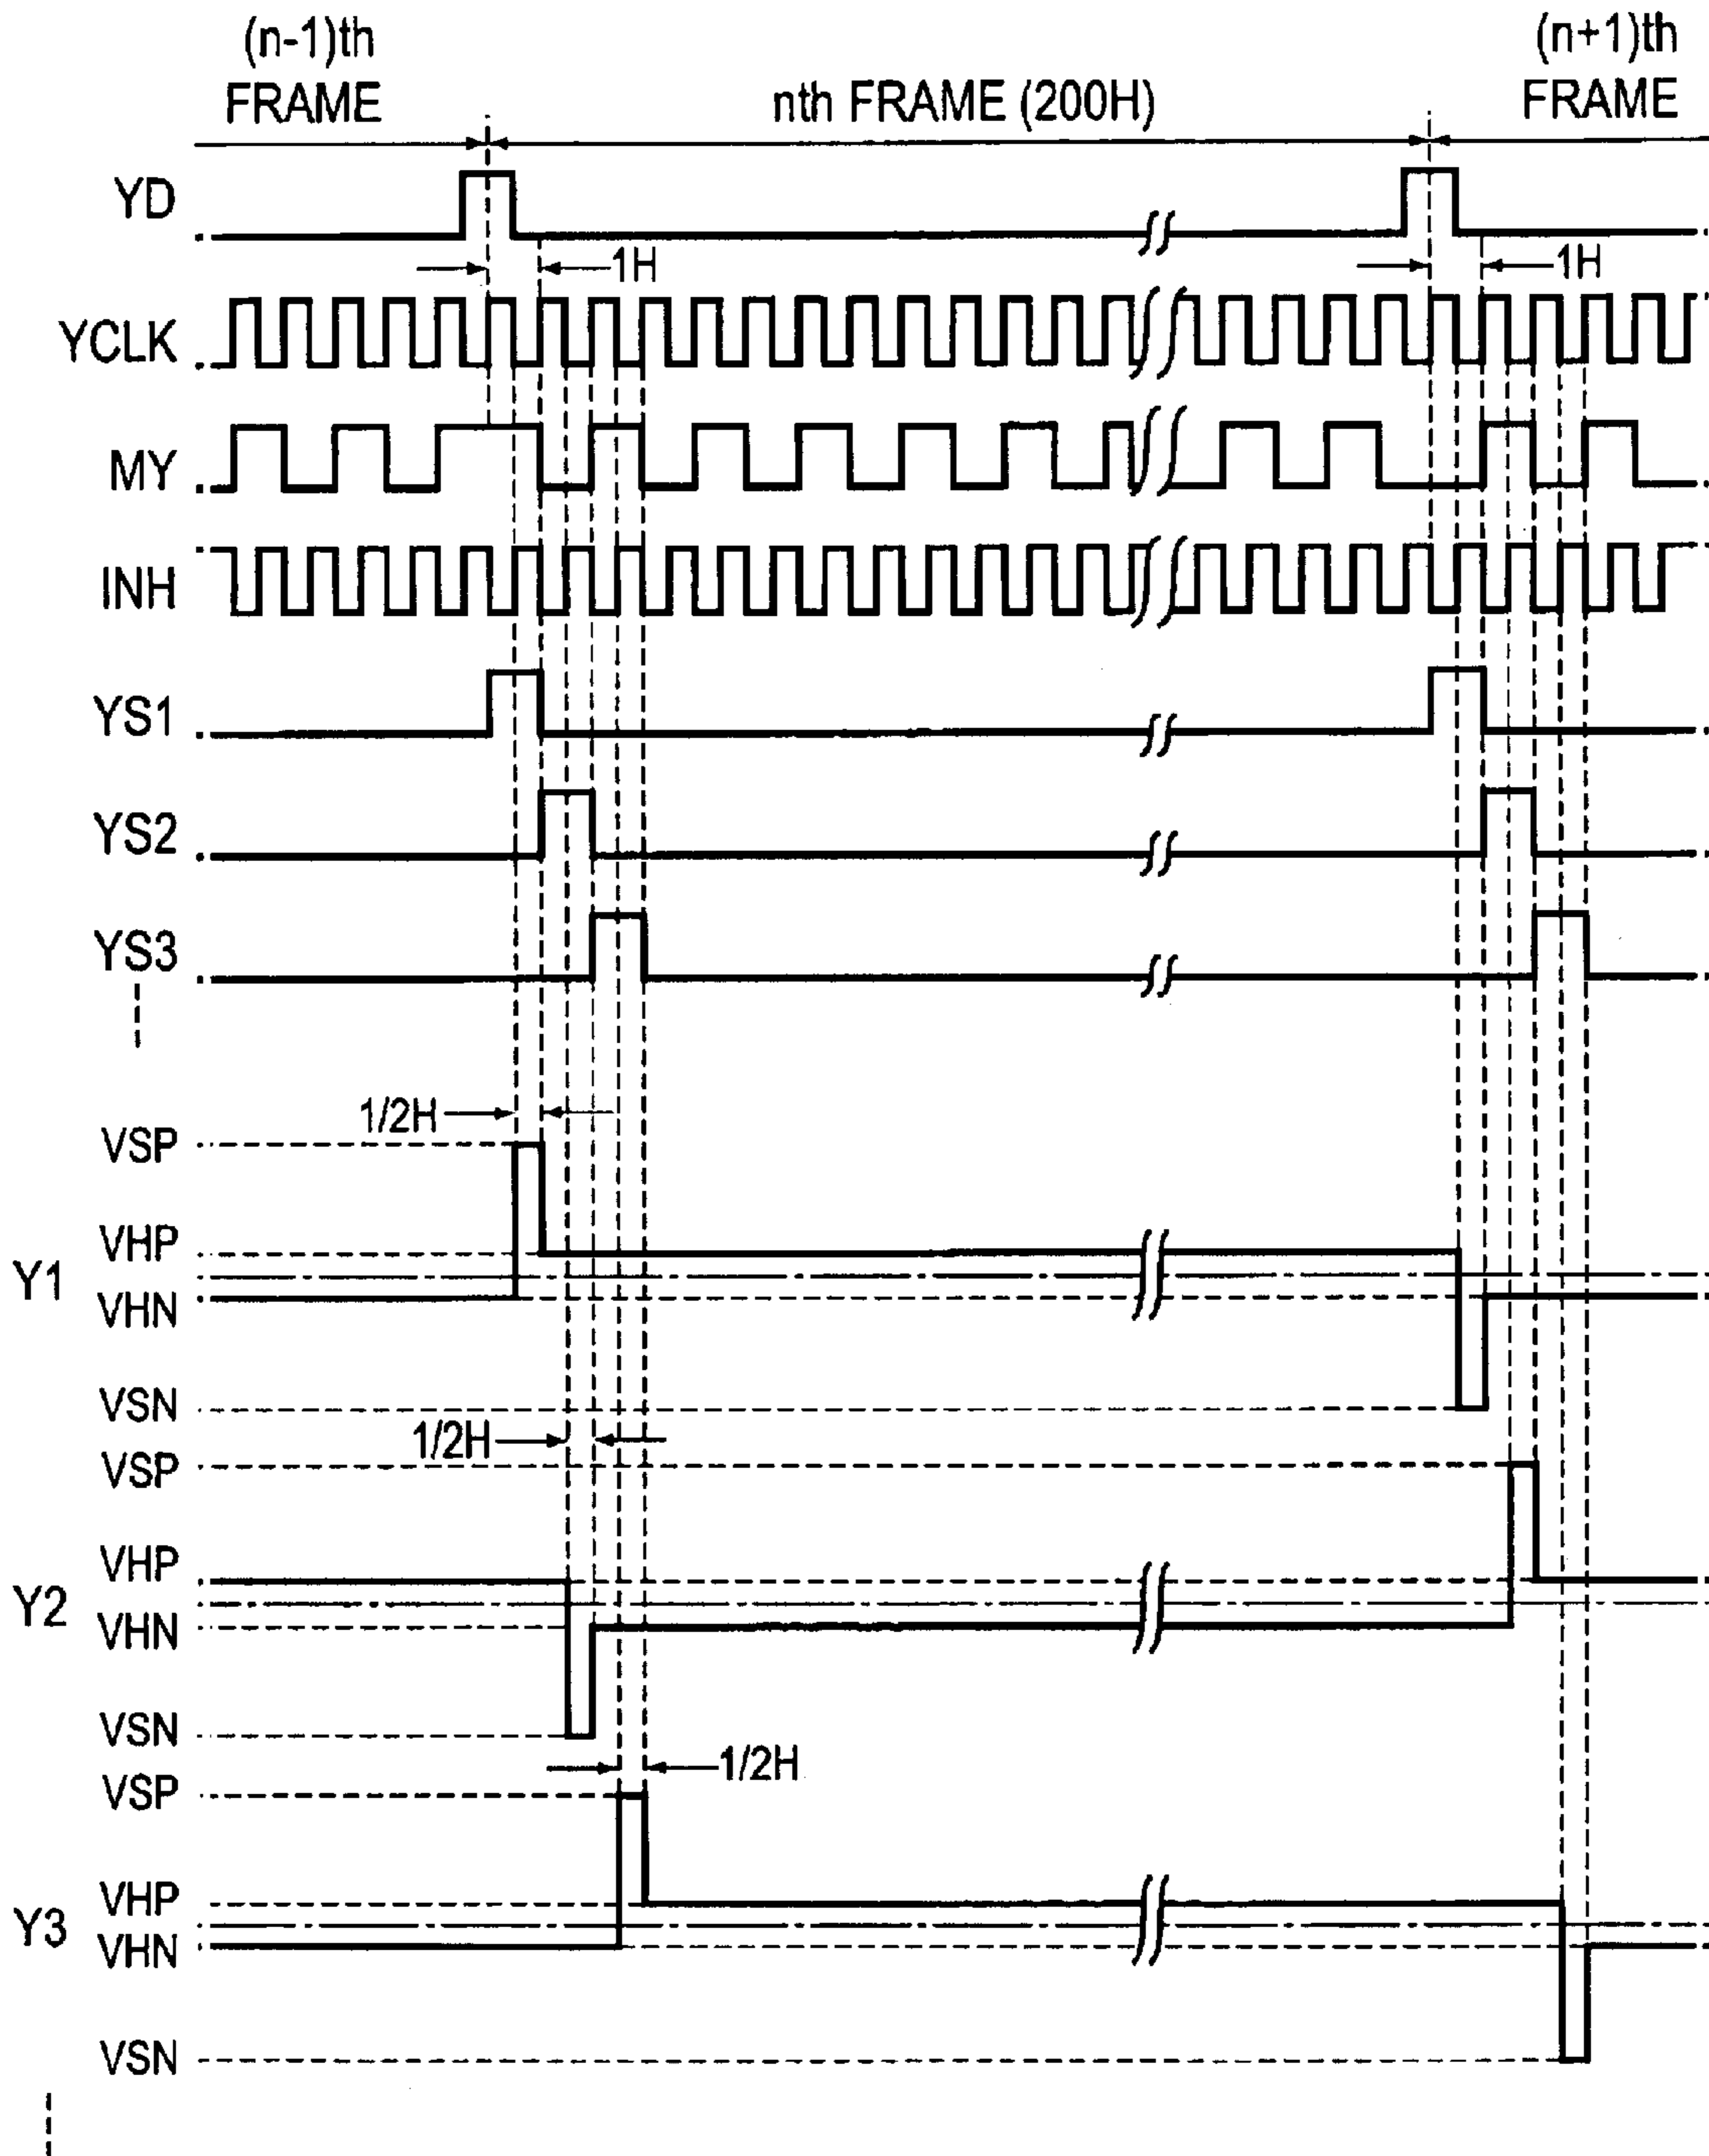 (n-1)th
FRAME
nth FRAME (200H)
(n+1)th
FRAME
YD
1H
1H
YCLK
MY
INH
YS1
YS2
YS3
1/2H
VSP
VHP
Y1
VHN
VSN
1/2H
VSP
VHP
Y2
VHN
VSN
1/2H
VSP
VHP
Y3
VHN
VSN